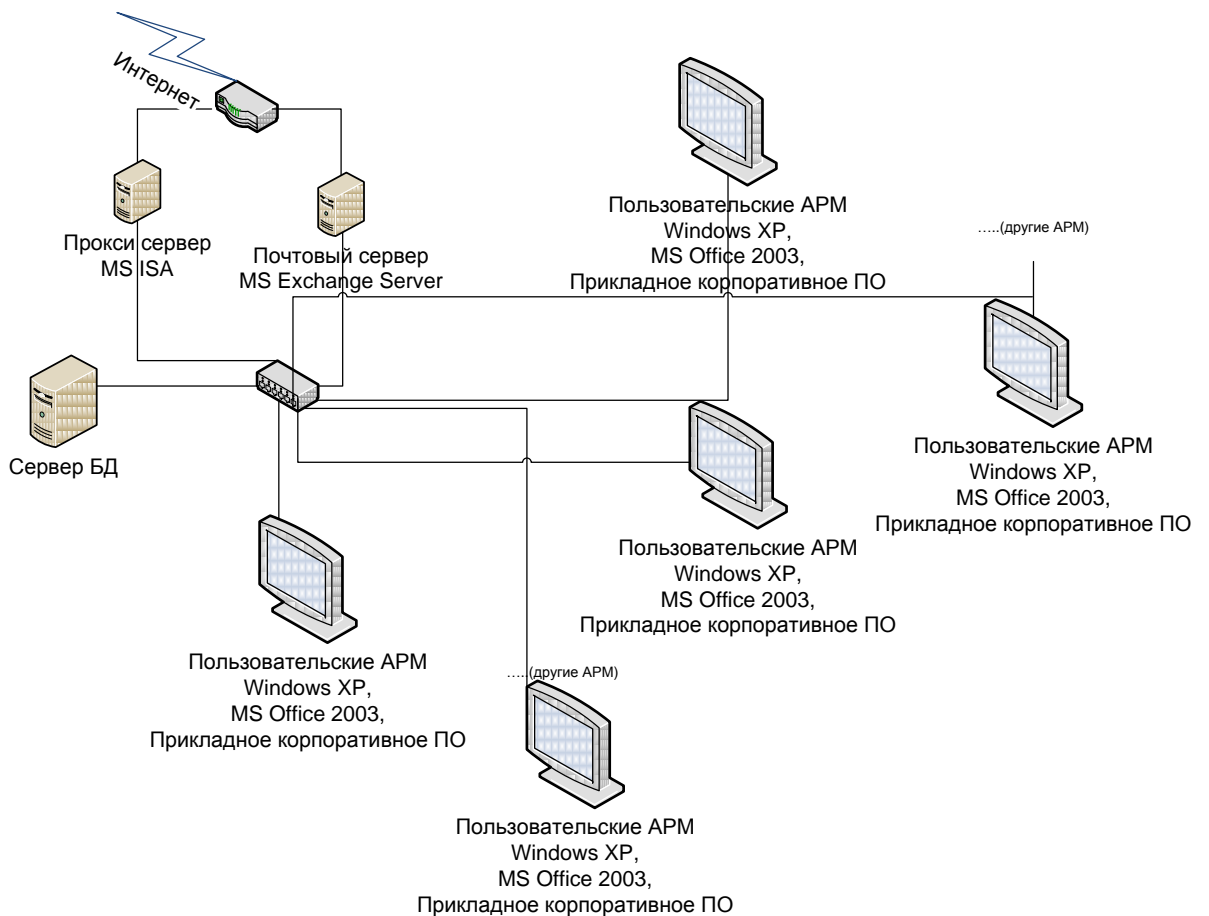 Интернет
Прокси сервер
MS ISA
Почтовый сервер
MS Exchange Server
Пользовательские АРМ
Windows XP,
MS Office 2003,
Прикладное корпоративное ПО
…..(другие АРМ)
Сервер БД
Пользовательские АРМ
Windows XP,
MS Office 2003,
Прикладное корпоративное ПО
Пользовательские АРМ
Windows XP,
MS Office 2003,
Прикладное корпоративное ПО
Пользовательские АРМ
Windows XP,
MS Office 2003,
Прикладное корпоративное ПО
…..(другие АРМ)
Пользовательские АРМ
Windows XP,
MS Office 2003,
Прикладное корпоративное ПО